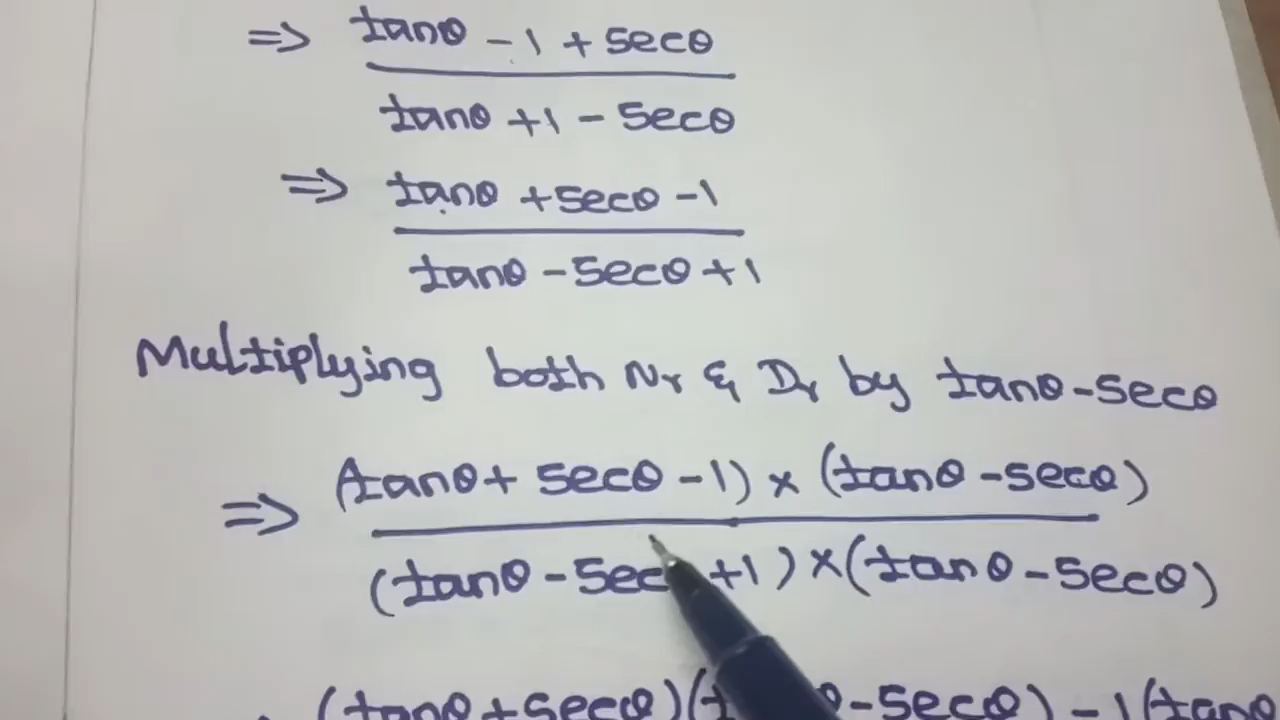 ⇒ tanθ - 1 + secθ
tanθ + 1 - secθ
⇒ tanθ + secθ - 1
tanθ - secθ + 1
Multiplying both Nr & Dr by tanθ - secθ
⇒ (tanθ + secθ - 1) × (tanθ - secθ)
(tanθ - sec +1) × (tanθ - secθ)
(tanθ + secθ)(t θ - secθ) - 1(tanθ